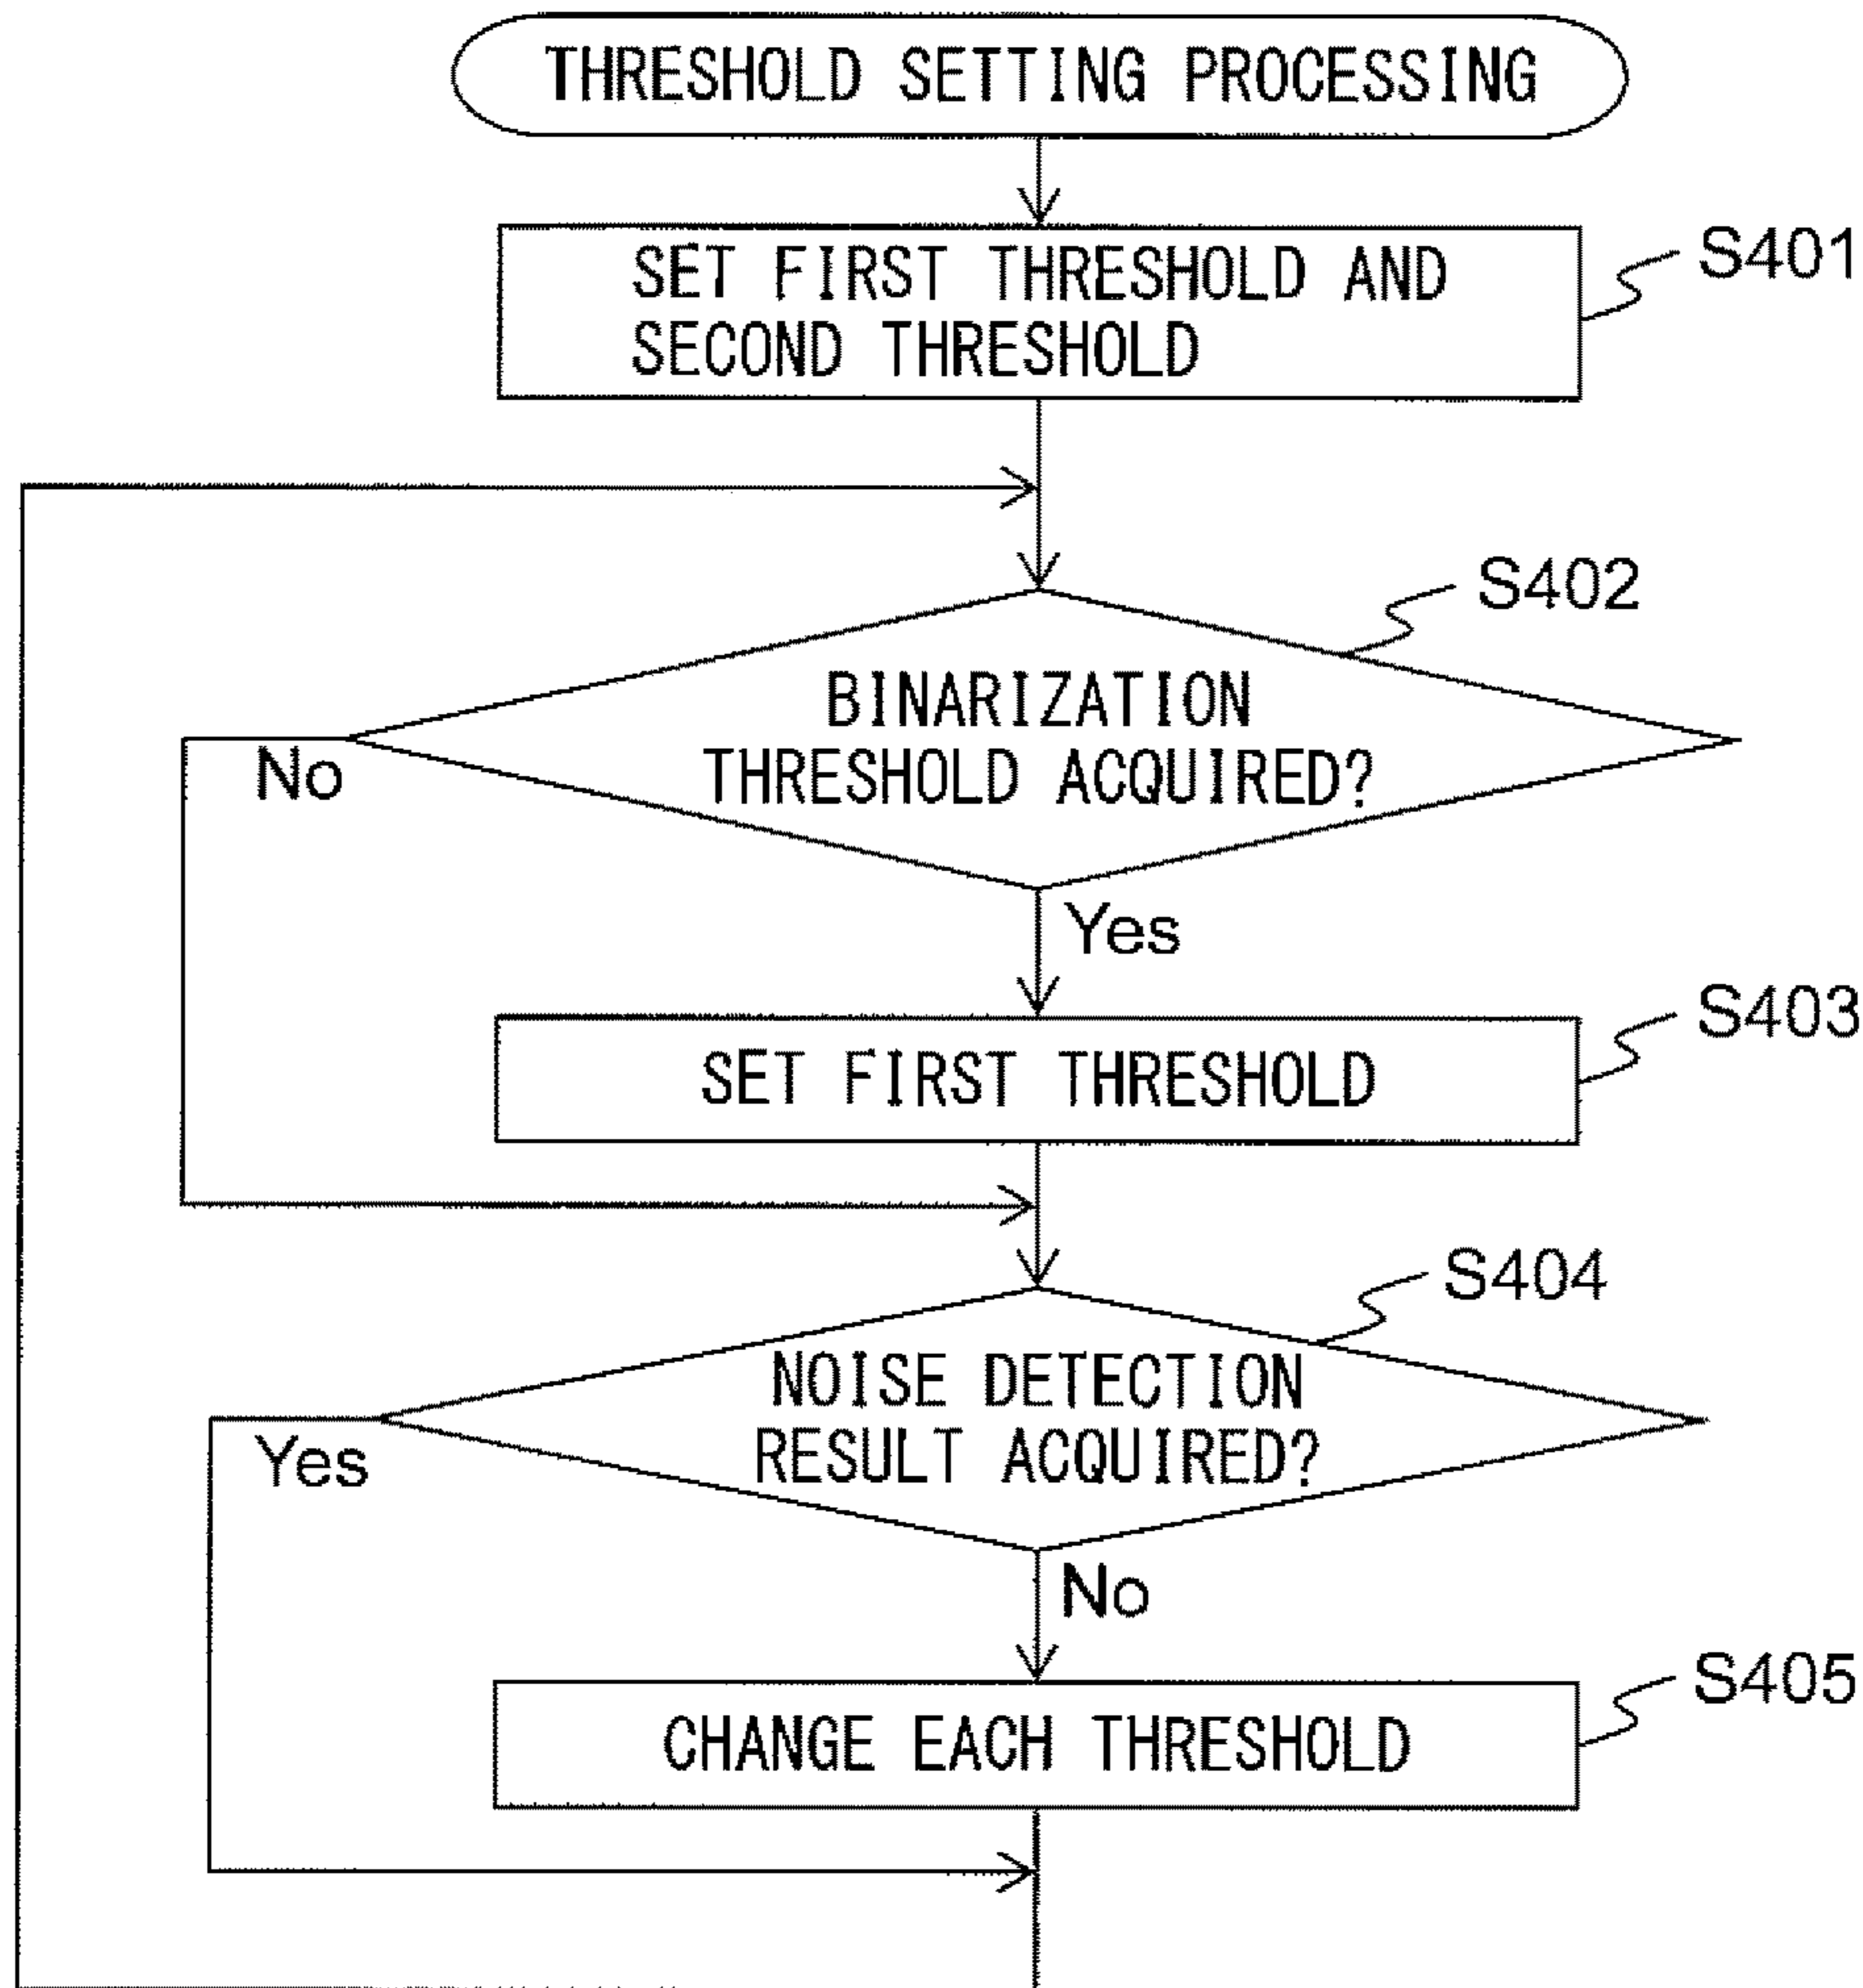 THRESHOLD SETTING PROCESSING
SET FIRST THRESHOLD AND
SECOND THRESHOLD
S401
S402
BINARIZATION
THRESHOLD ACQUIRED?
No
Yes
S403
SET FIRST THRESHOLD
S404
NOISE DETECTION
RESULT ACQUIRED?
Yes
No
S405
CHANGE EACH THRESHOLD